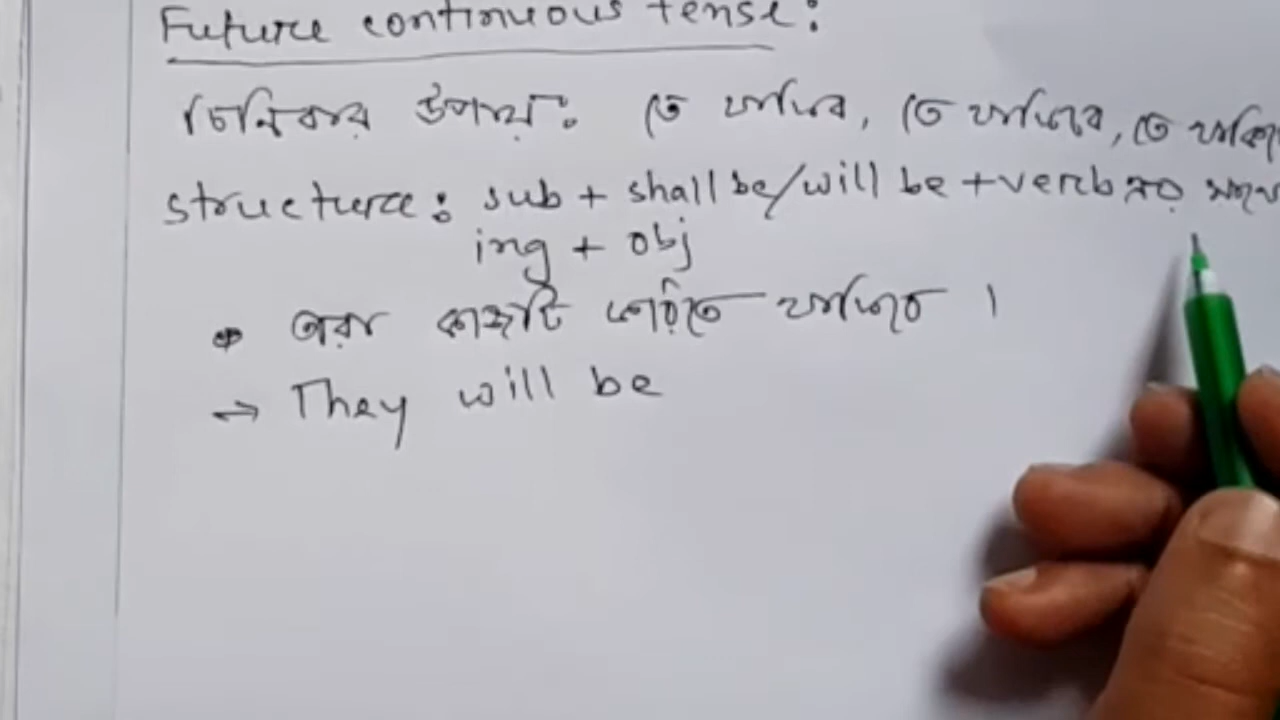 Future continuous tense:
চিনিবার উপায়: তে থাকিব, তে থাকিবে, তে
structure: sub + shall be/will be + verb এর
ing + obj
তারা কাজটি করিতে থাকিবে ।
→ They will be